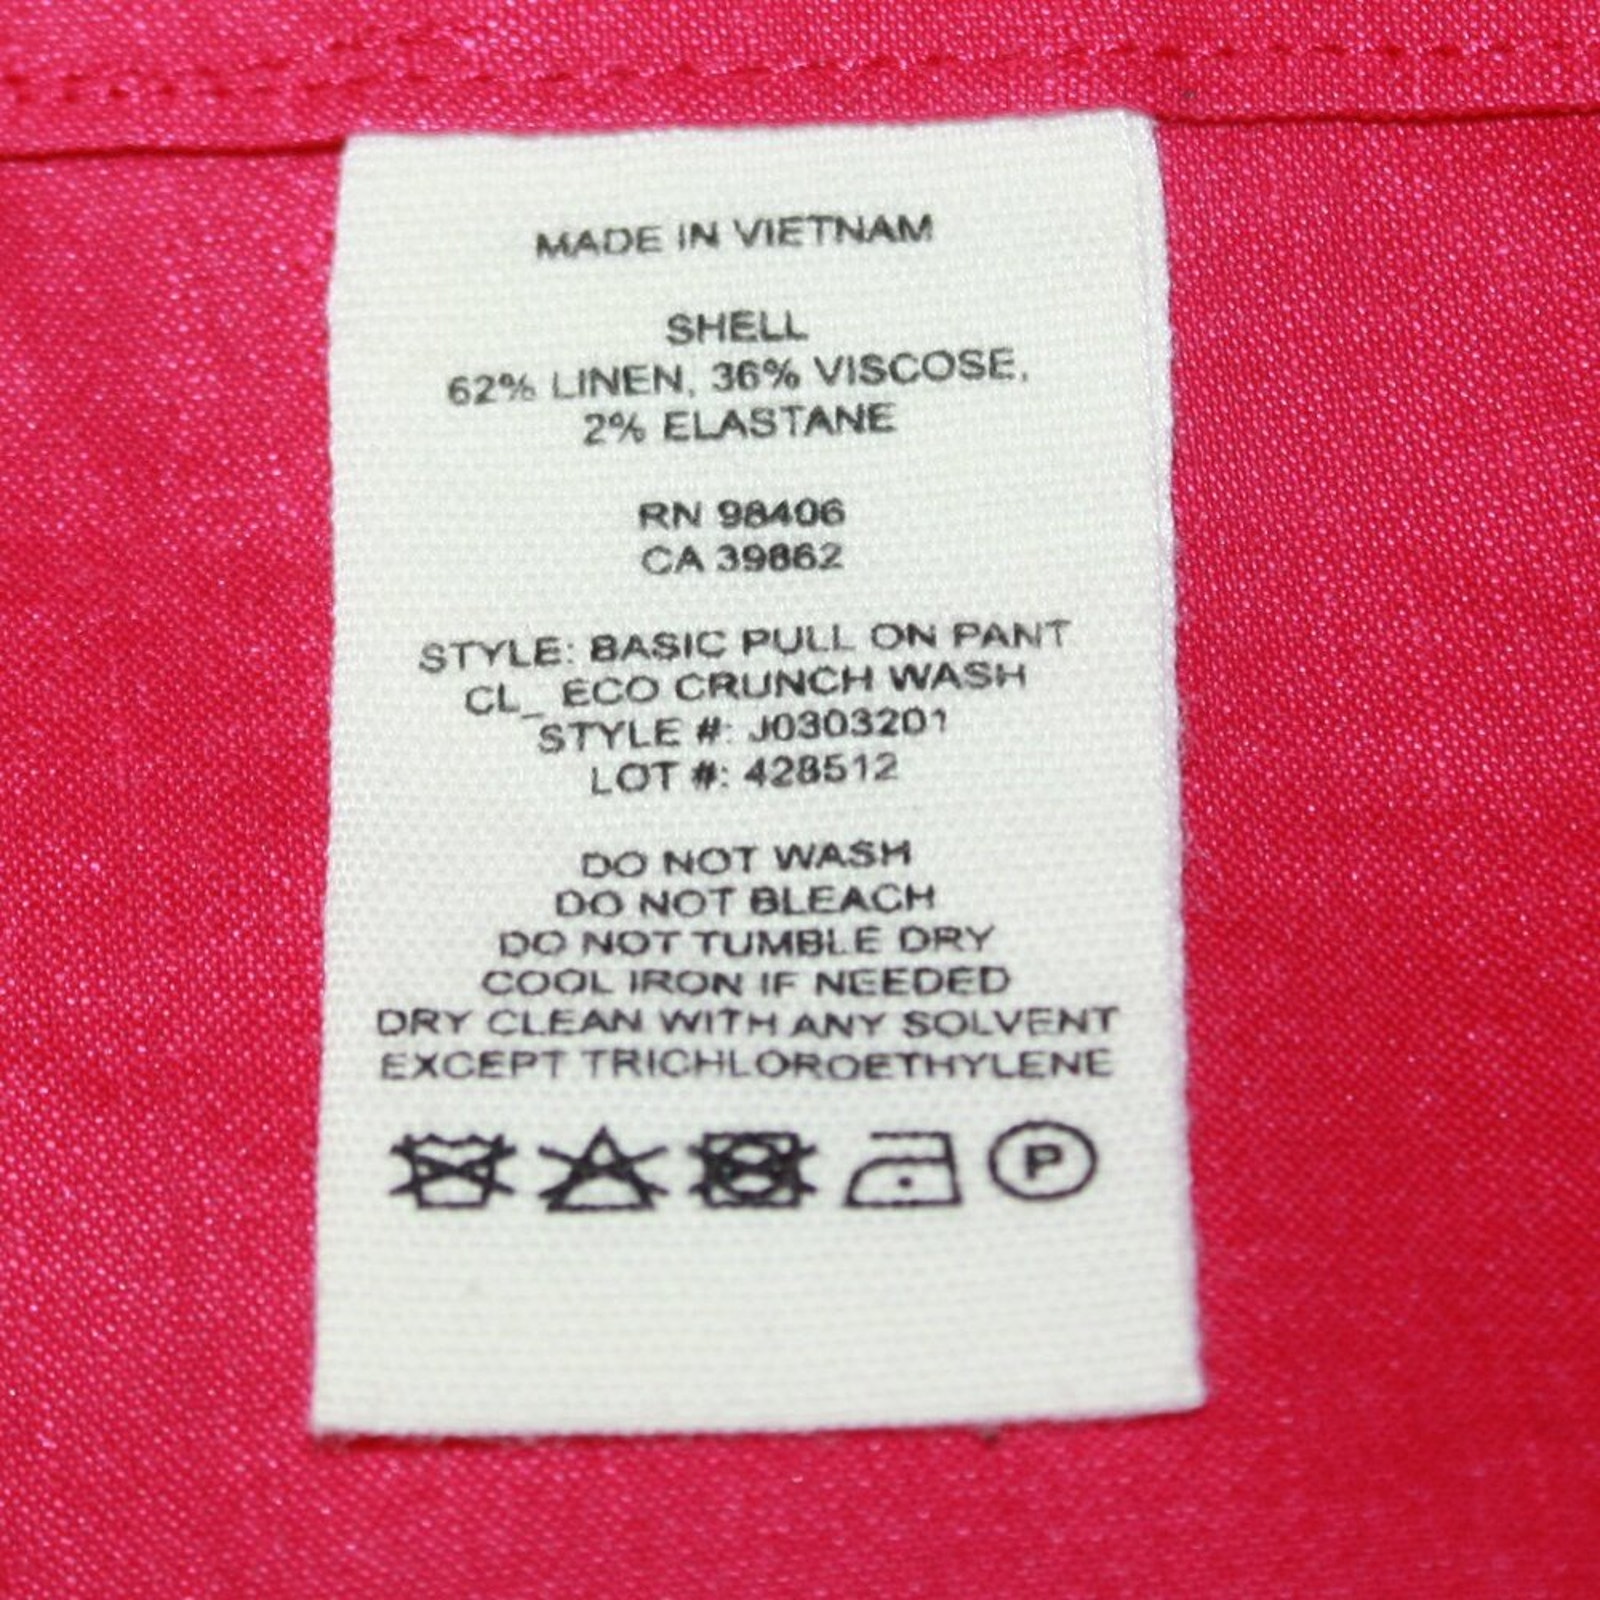 MADE IN VIETNAM
SHELL
62% LINEN, 36% VISCOSE,
2% ELASTANE
RN 98406
CA 39862
STYLE: BASIC PULL ON PANT
CL_ ECO CRUNCH WASH
STYLE #: J0303201
LOT #: 428512
DO NOT WASH
DO NOT BLEACH
DO NOT TUMBLE DRY
COOL IRON IF NEEDED
DRY CLEAN WITH ANY SOLVENT
EXCEPT TRICHLOROETHYLENE
P